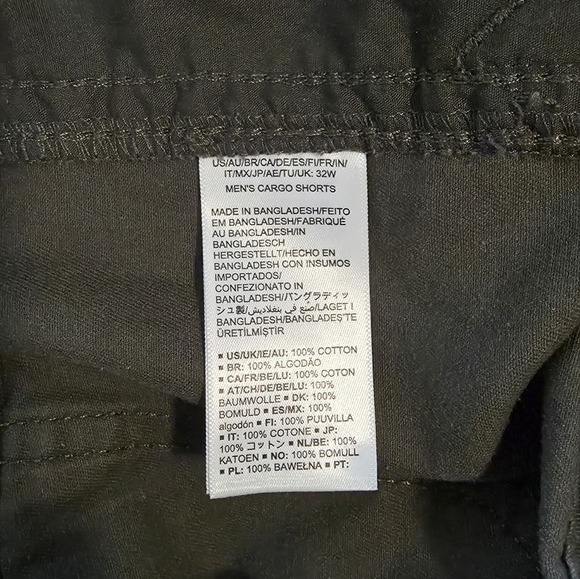 US/AU/BR/CA/DE/ES/FI/FR/IN/
IT/MX/JP/AE/TU/UK: 32W
MEN'S CARGO SHORTS
MADE IN BANGLADESH/FEITO
EM BANGLADESH/FABRIQUÉ
AU BANGLADESH/IN
BANGLADESCH
HERGESTELLT/HECHO EN
BANGLADESH CON INSUMOS
IMPORTADOS/
CONFEZIONATO IN
BANGLADESH/バングラディッ
シュ製/صنع في بنغلاديش/LAGET I
BANGLADESH/BANGLADEŞ'TE
ÜRETİLMİŞTİR
▪ US/UK/IE/AU: 100% COTTON
▪ BR: 100% ALGODÃO
▪ CA/FR/BE/LU: 100% COTON
▪ AT/CH/DE/BE/LU: 100%
BAUMWOLLE ▪ DK: 100%
BOMULD ▪ ES/MX: 100%
algodón ▪ FI: 100% PUUVILLA
▪ IT: 100% COTONE ▪ JP:
100% コットン ▪ NL/BE: 100%
KATOEN ▪ NO: 100% BOMULL
▪ PL: 100% BAWEŁNA ▪ PT: